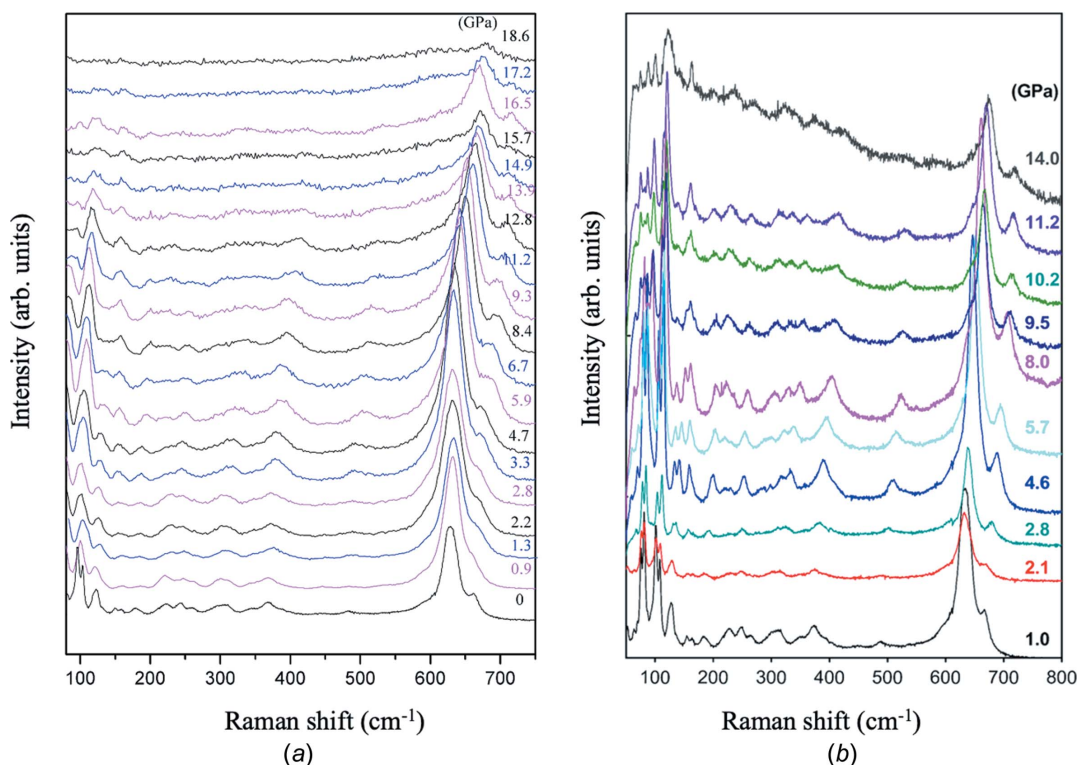 (GPa)
18.6
17.2
16.5
15.7
14.9
13.9
12.8
11.2
9.3
8.4
6.7
5.9
4.7
3.3
2.8
2.2
1.3
0.9
0
Intensity (arb. units)
100 200 300 400 500 600 700
Raman shift (cm⁻¹)
(a)
(GPa)
14.0
11.2
10.2
9.5
8.0
5.7
4.6
2.8
2.1
1.0
Intensity (arb. units)
100 200 300 400 500 600 700 800
Raman shift (cm⁻¹)
(b)